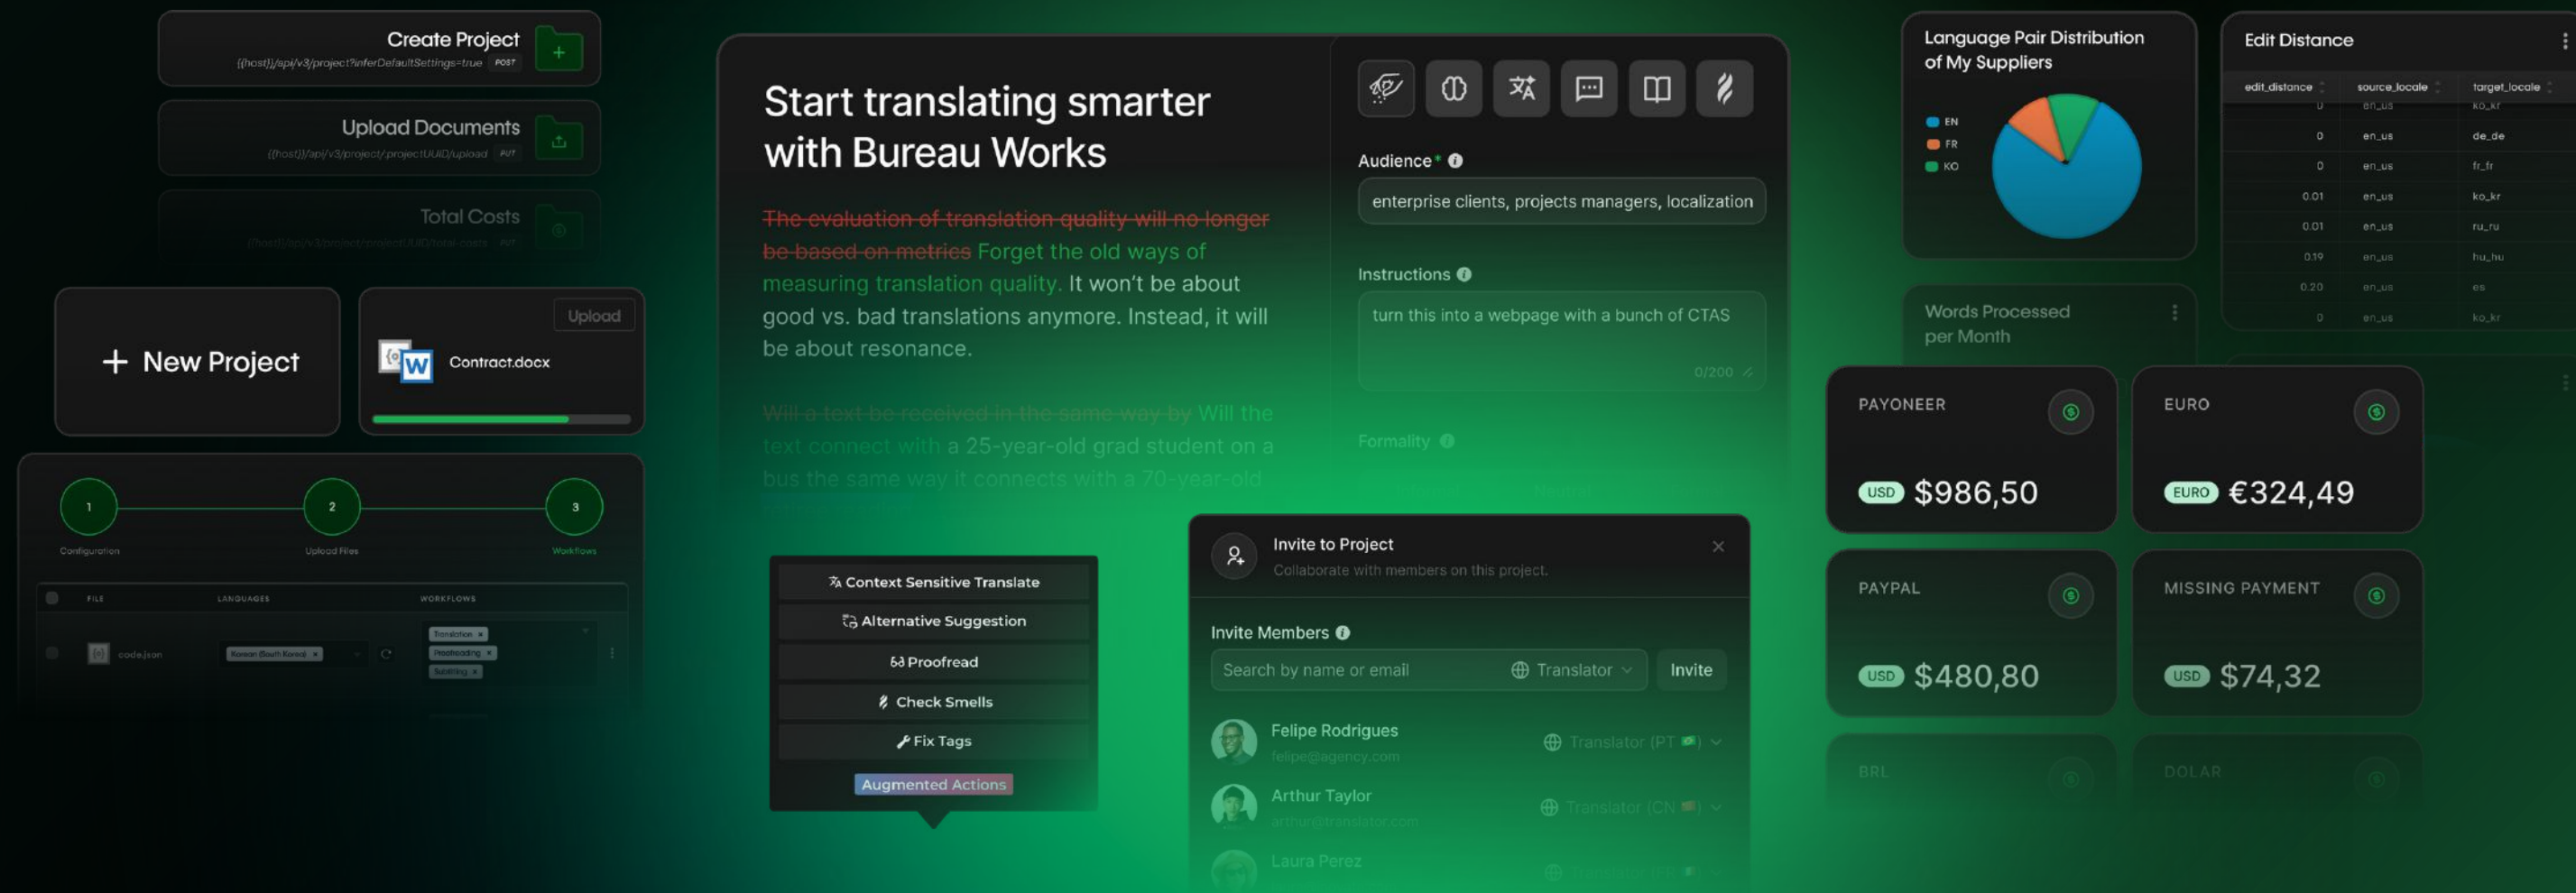 Create Project
{{host}}/api/v3/project?inferDefaultSettings=true POST
Upload Documents
{{host}}/api/v3/project/:projectUUID/upload PUT
Total Costs
{{host}}/api/v3/project/:projectUUID/total-costs PUT
+ New Project
Upload
W
Contract.docx
1
2
3
Configuration
Upload Files
Workflows
FILE
LANGUAGES
WORKFLOWS
code.json
Korean (South Korea) ×
Translation ×
Proofreading ×
Start translating smarter
with Bureau Works
The evaluation of translation quality will no longer
be based on metrics Forget the old ways of
measuring translation quality. It won't be about
good vs. bad translations anymore. Instead, it will
be about resonance.
Will a text be received in the same way by Will the
text connect with a 25-year-old grad student on a
bus the same way it connects with a 70-year-old
Audience*
enterprise clients, projects managers, localization
Instructions
turn this into a webpage with a bunch of CTAS
0/200
Formality
Context Sensitive Translate
Alternative Suggestion
Proofread
Check Smells
Fix Tags
Augmented Actions
Invite to Project
Collaborate with members on this project.
Invite Members
Search by name or email
Translator
Invite
Felipe Rodrigues
felipe@agency.com
Translator (PT)
Arthur Taylor
arthur@translator.com
Translator (CN)
Laura Perez
Language Pair Distribution
of My Suppliers
EN
FR
KO
Words Processed
per Month
Edit Distance
edit_distance source_locale target_locale
0 en_us ko_kr
0 en_us de_de
0 en_us fr_fr
0.01 en_us ko_kr
0.01 en_us ru_ru
0.19 en_us hu_hu
0.20 en_us es
0 en_us ko_kr
PAYONEER
USD $986,50
EURO
EURO €324,49
PAYPAL
USD $480,80
MISSING PAYMENT
USD $74,32
BRL
DOLAR